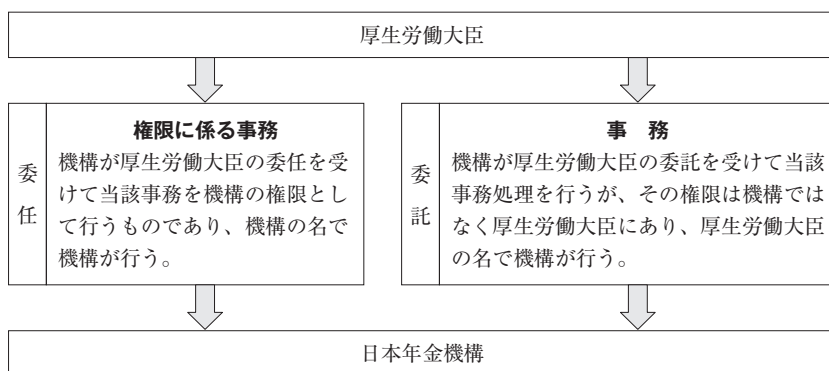 厚生労働大臣
委任
権限に係る事務
機構が厚生労働大臣の委任を受
けて当該事務を機構の権限とし
て行うものであり、機構の名で
機構が行う。
委託
事　務
機構が厚生労働大臣の委託を受けて当該
事務処理を行うが、その権限は機構では
なく厚生労働大臣にあり、厚生労働大臣
の名で機構が行う。
日本年金機構